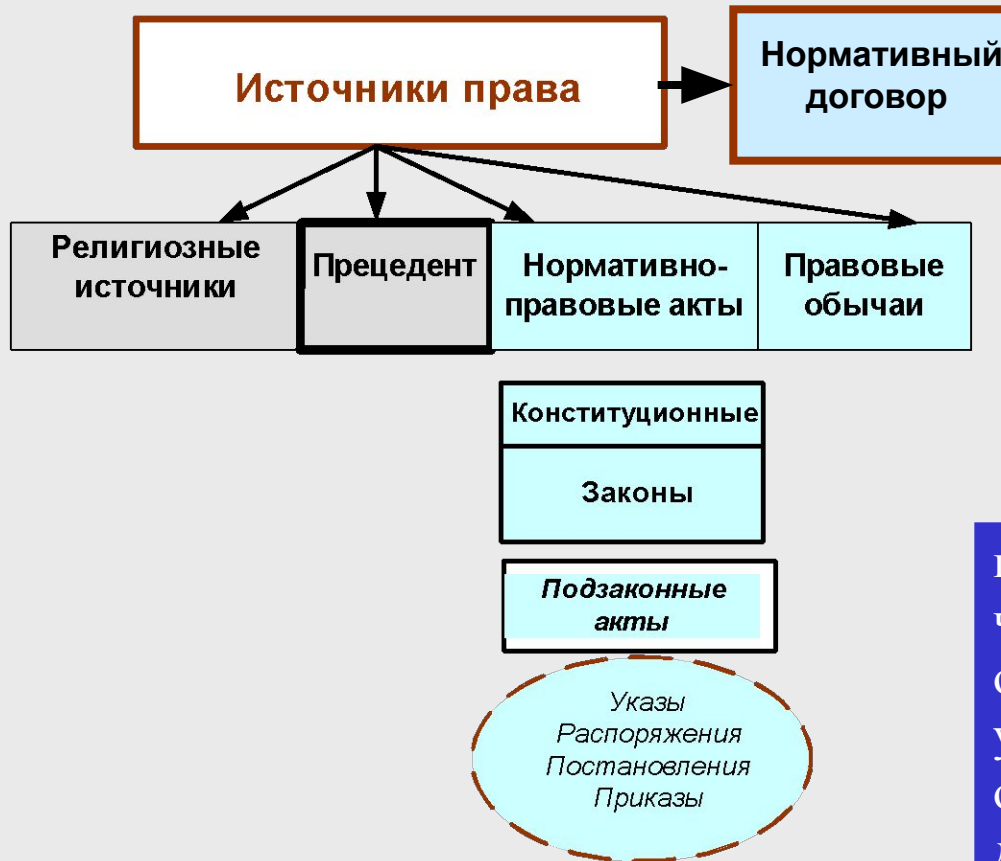 Источники права
Нормативный
договор
Религиозные
источники
Прецедент
Нормативно-
правовые акты
Правовые
обычаи
Конституционные
Законы
Подзаконные
акты
Указы
Распоряжения
Постановления
Приказы